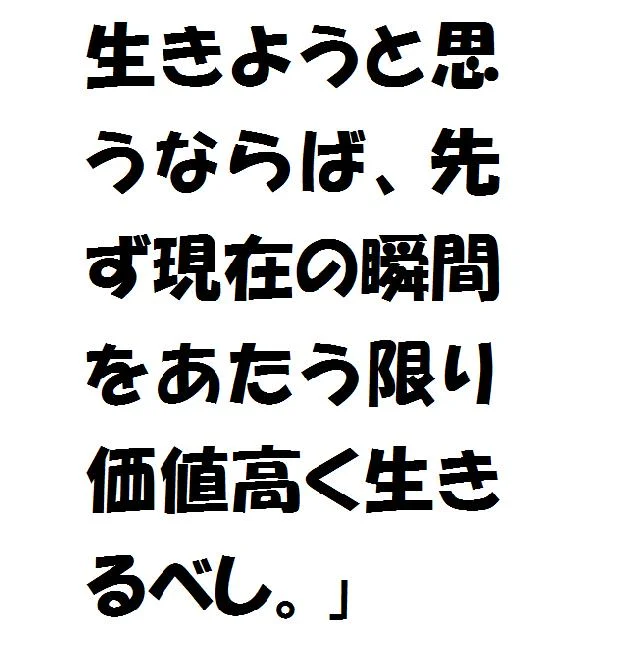 生きようと思
うならば、先
ず現在の瞬間
をあたう限り
価値高く生き
るべし。」